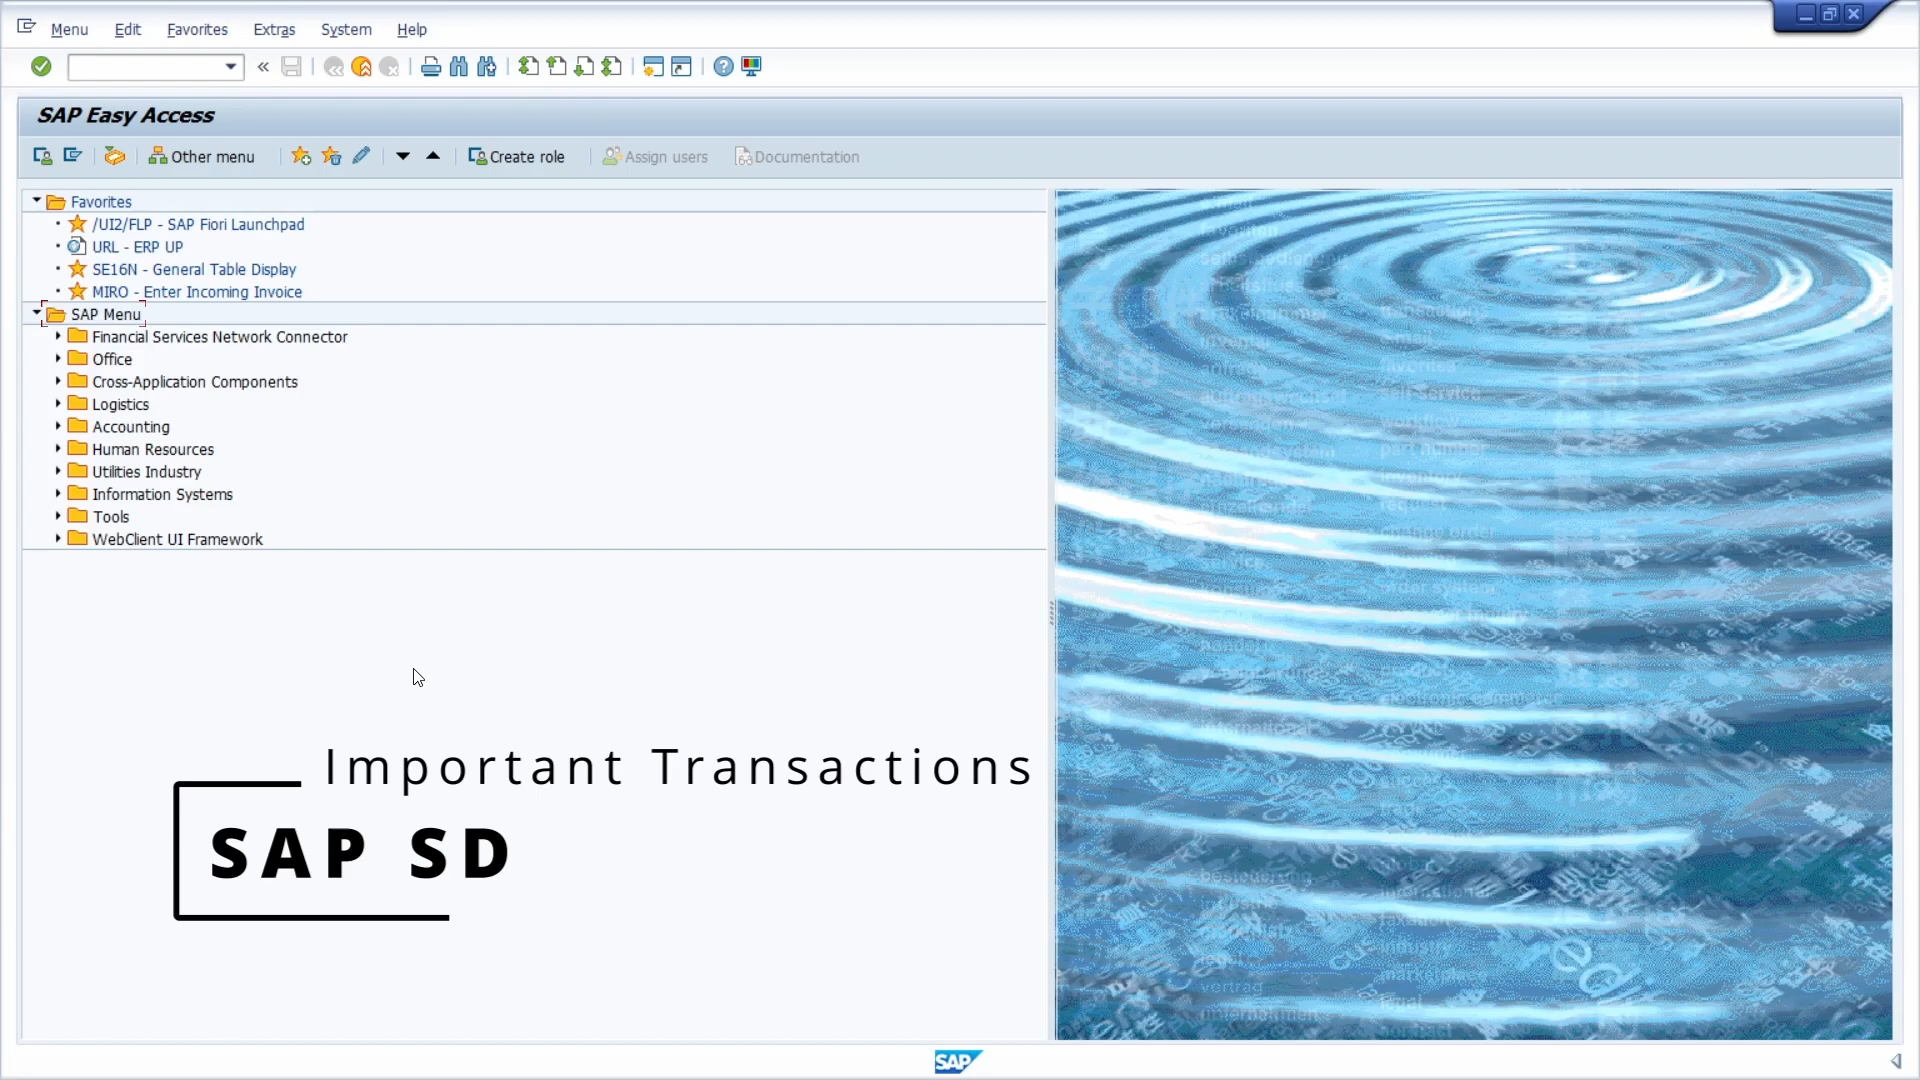 Menu Edit Favorites Extras System Help
SAP Easy Access
Other menu Create role Assign users Documentation
Favorites
/UI2/FLP - SAP Fiori Launchpad
URL - ERP UP
SE16N - General Table Display
MIRO - Enter Incoming Invoice
SAP Menu
Financial Services Network Connector
Office
Cross-Application Components
Logistics
Accounting
Human Resources
Utilities Industry
Information Systems
Tools
WebClient UI Framework
Important Transactions
SAP SD
SAP